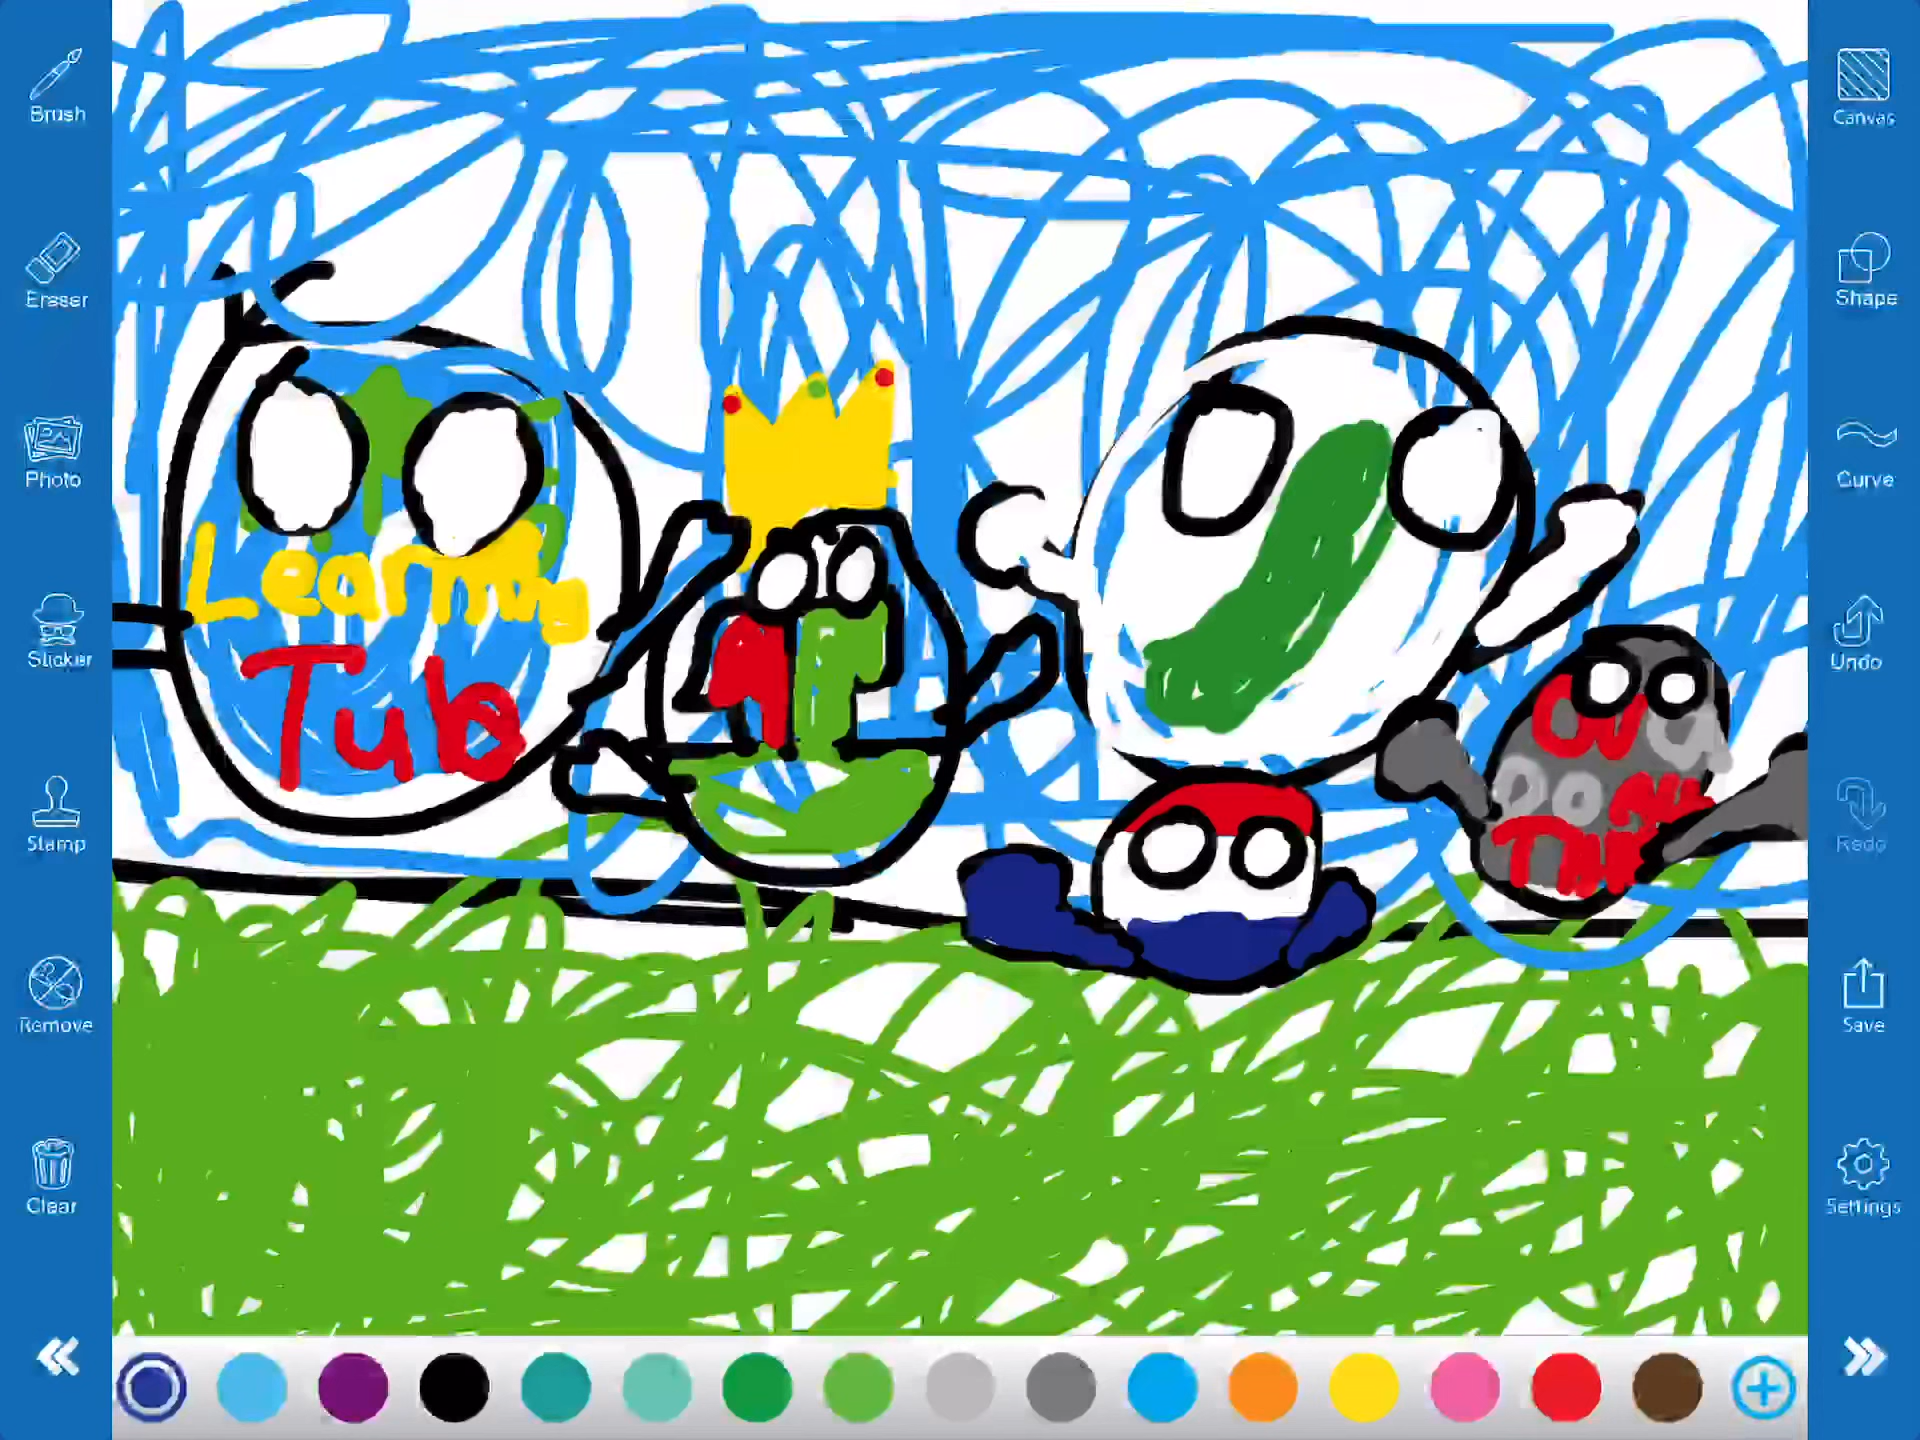 Brush
Eraser
Photo
Sticker
Stamp
Remove
Clear
Learning
Tub
Canvas
Shape
Curve
Undo
Redo
Save
Settings